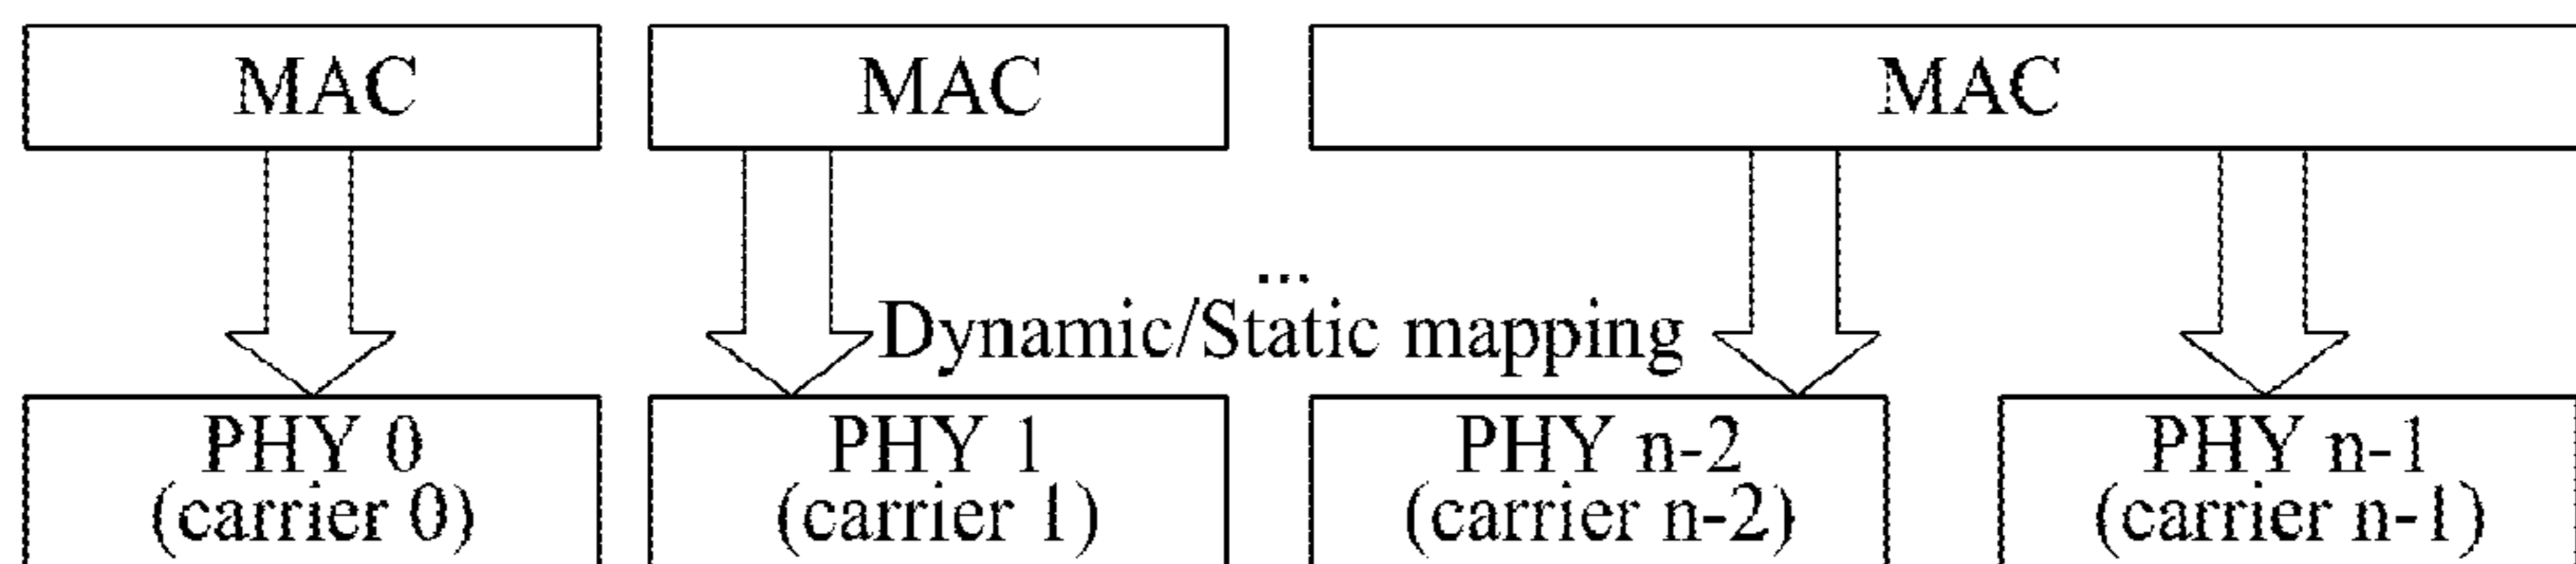 MAC
MAC
MAC
...
Dynamic/Static mapping
PHY 0
(carrier 0)
PHY 1
(carrier 1)
PHY n-2
(carrier n-2)
PHY n-1
(carrier n-1)